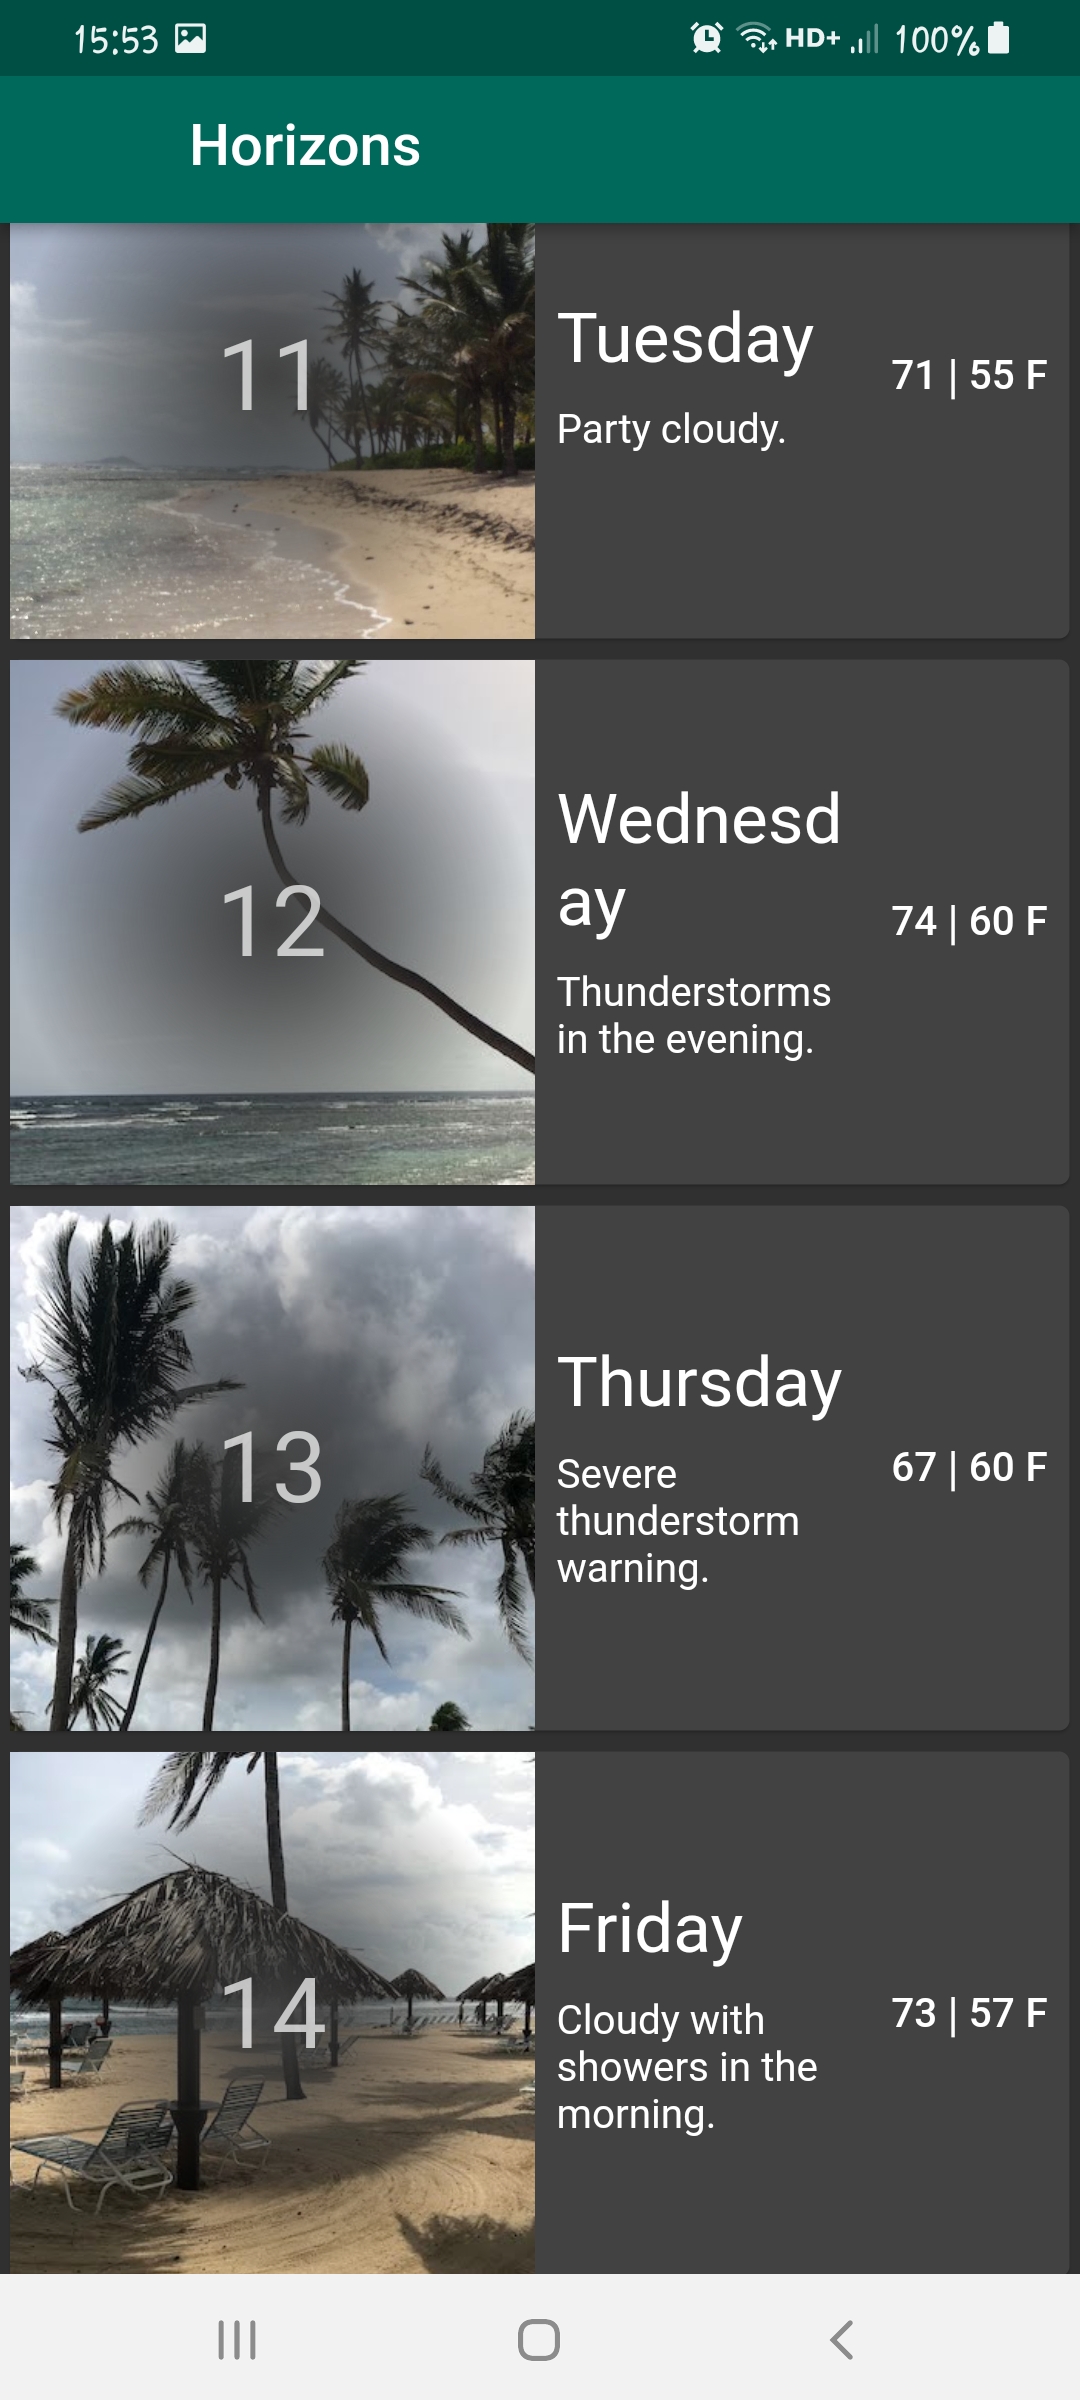 15:53 HD+ 100%
Horizons
11
Tuesday
71 | 55 F
Party cloudy.
12
Wednesd
ay
74 | 60 F
Thunderstorms
in the evening.
13
Thursday
67 | 60 F
Severe
thunderstorm
warning.
14
Friday
73 | 57 F
Cloudy with
showers in the
morning.